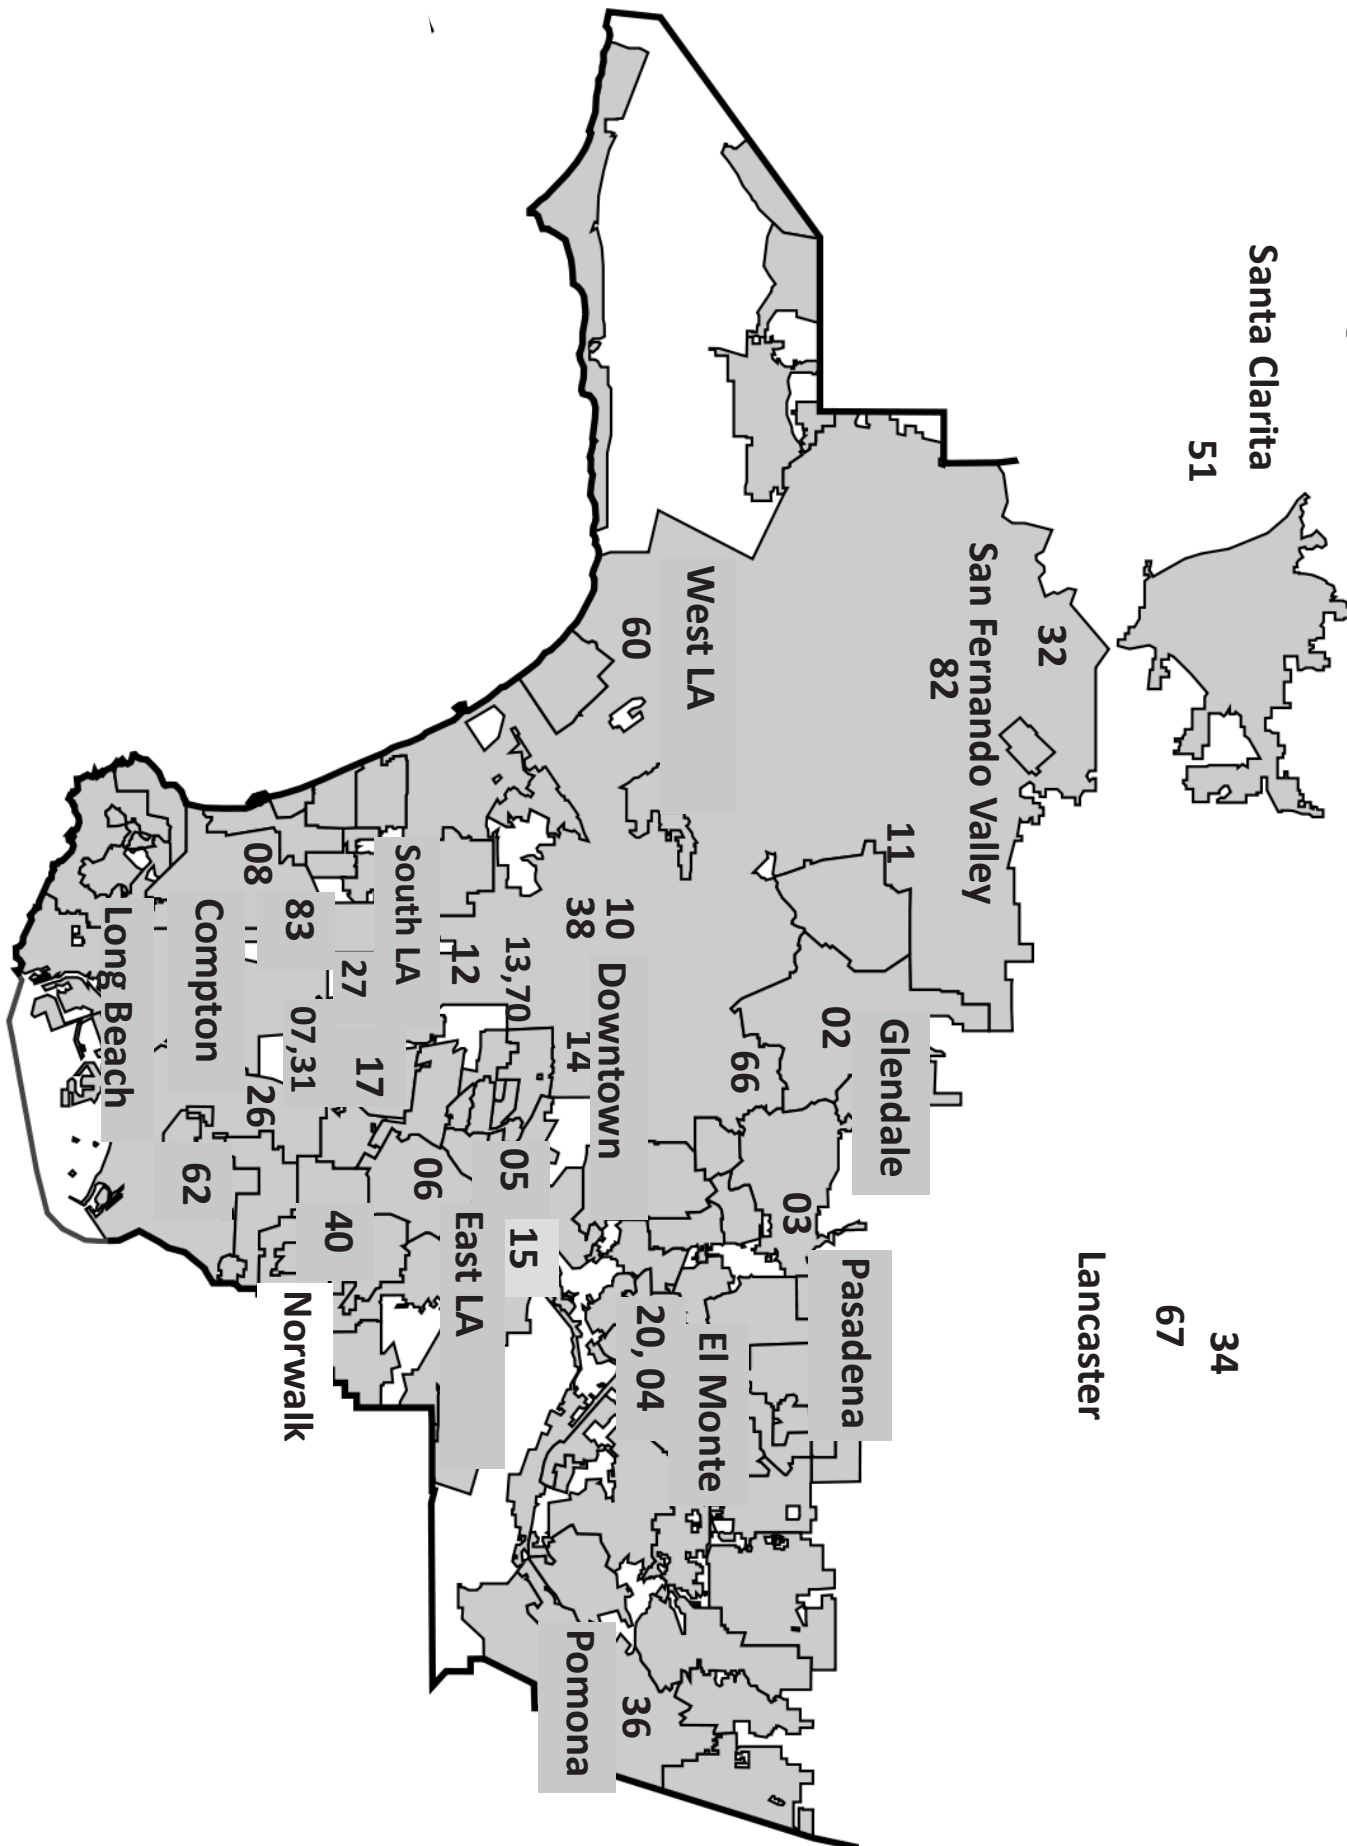 Santa Clarita
51
34
67
Lancaster
32
San Fernando Valley
82
11
Glendale
02
Pasadena
03
66
West LA
60
El Monte
20, 04
10
38
Downtown
14
36
Pomona
13,70
05
15
12
East LA
06
South LA
27
17
40
07,31
83
Norwalk
08
26
Compton
62
Long Beach